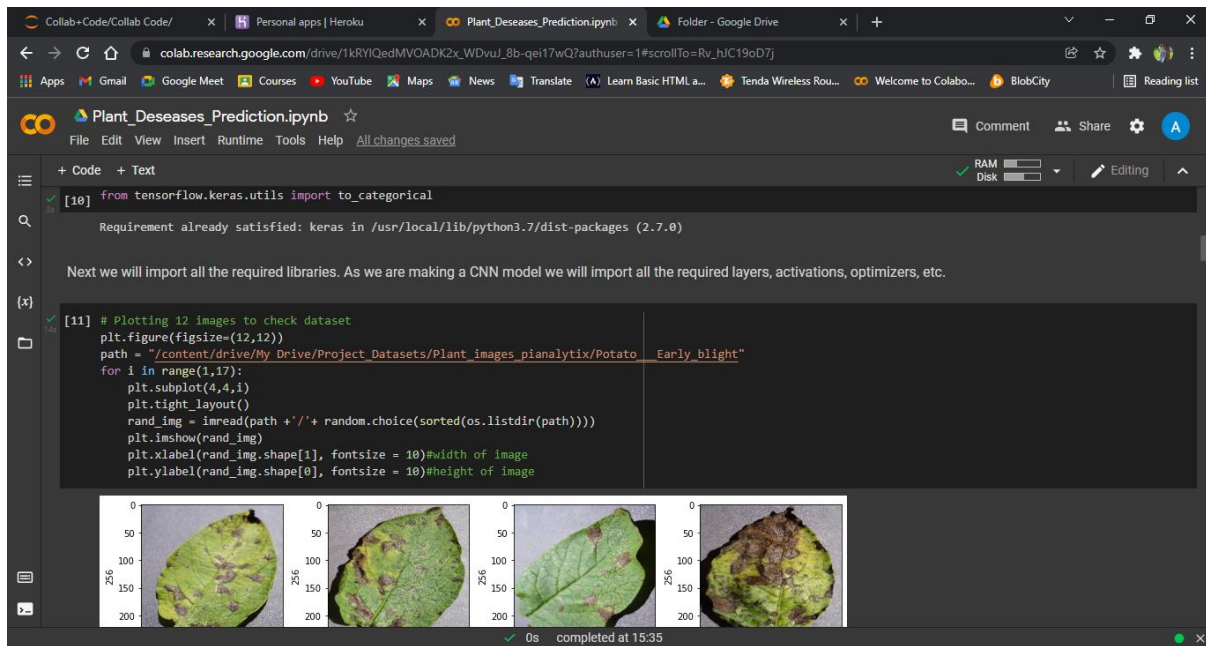 Collab+Code/Collab Code/
Personal apps | Heroku
Plant_Deseases_Prediction.ipynb
Folder - Google Drive
colab.research.google.com/drive/1kRYlQedMVOADK2x_WDvuJ_8b-qei17wQ?authuser=1#scrollTo=Rv_hJC19oD7j
Apps Gmail Google Meet Courses YouTube Maps News Translate Learn Basic HTML a... Tenda Wireless Rou... Welcome to Colabo... BlobCity Reading list
CO Plant_Deseases_Prediction.ipynb
Comment Share A
File Edit View Insert Runtime Tools Help All changes saved
+ Code + Text
RAM
Disk
Editing
[10] from tensorflow.keras.utils import to_categorical
3s
Requirement already satisfied: keras in /usr/local/lib/python3.7/dist-packages (2.7.0)
Next we will import all the required libraries. As we are making a CNN model we will import all the required layers, activations, optimizers, etc.
{x}
[11] # Plotting 12 images to check dataset
14s
plt.figure(figsize=(12,12))
path = "/content/drive/My Drive/Project_Datasets/Plant_images_pianalytix/Potato___Early_blight"
for i in range(1,17):
plt.subplot(4,4,i)
plt.tight_layout()
rand_img = imread(path +'/'+ random.choice(sorted(os.listdir(path))))
plt.imshow(rand_img)
plt.xlabel(rand_img.shape[1], fontsize = 10)#width of image
plt.ylabel(rand_img.shape[0], fontsize = 10)#height of image
0 0 0 0
50 50 50 50
100 100 100 100
256 256 256 256
150 150 150 150
200 200 200 200
0s completed at 15:35